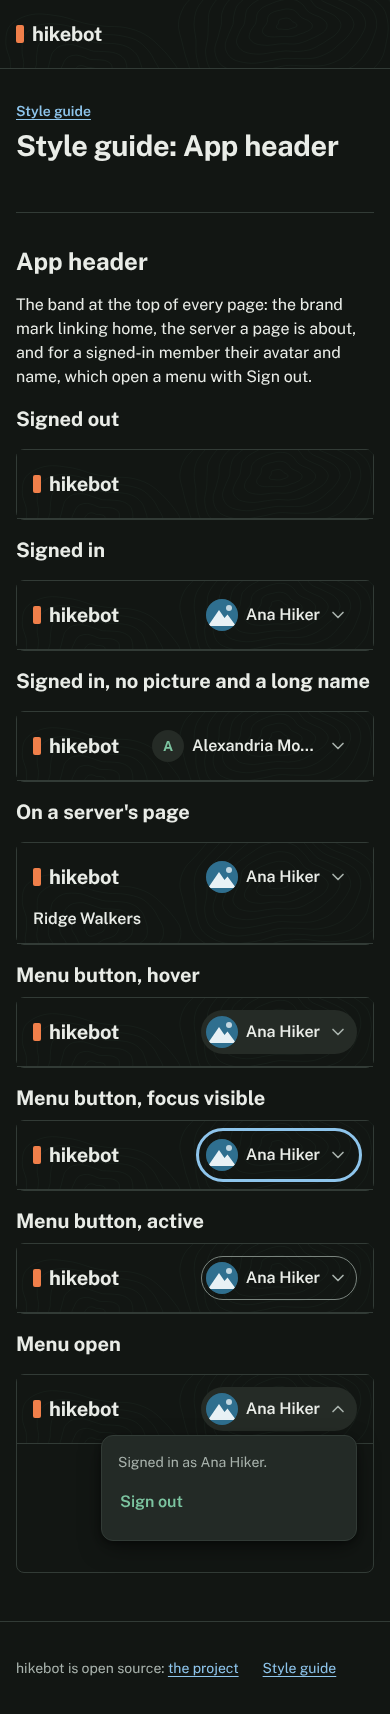 hikebot
Style guide
Style guide: App header
App header
The band at the top of every page: the brand
mark linking home, the server a page is about,
and for a signed-in member their avatar and
name, which open a menu with Sign out.
Signed out
hikebot
Signed in
hikebot Ana Hiker
Signed in, no picture and a long name
hikebot A Alexandria Mo...
On a server's page
hikebot Ana Hiker
Ridge Walkers
Menu button, hover
hikebot Ana Hiker
Menu button, focus visible
hikebot Ana Hiker
Menu button, active
hikebot Ana Hiker
Menu open
hikebot Ana Hiker
Signed in as Ana Hiker.
Sign out
hikebot is open source: the project Style guide